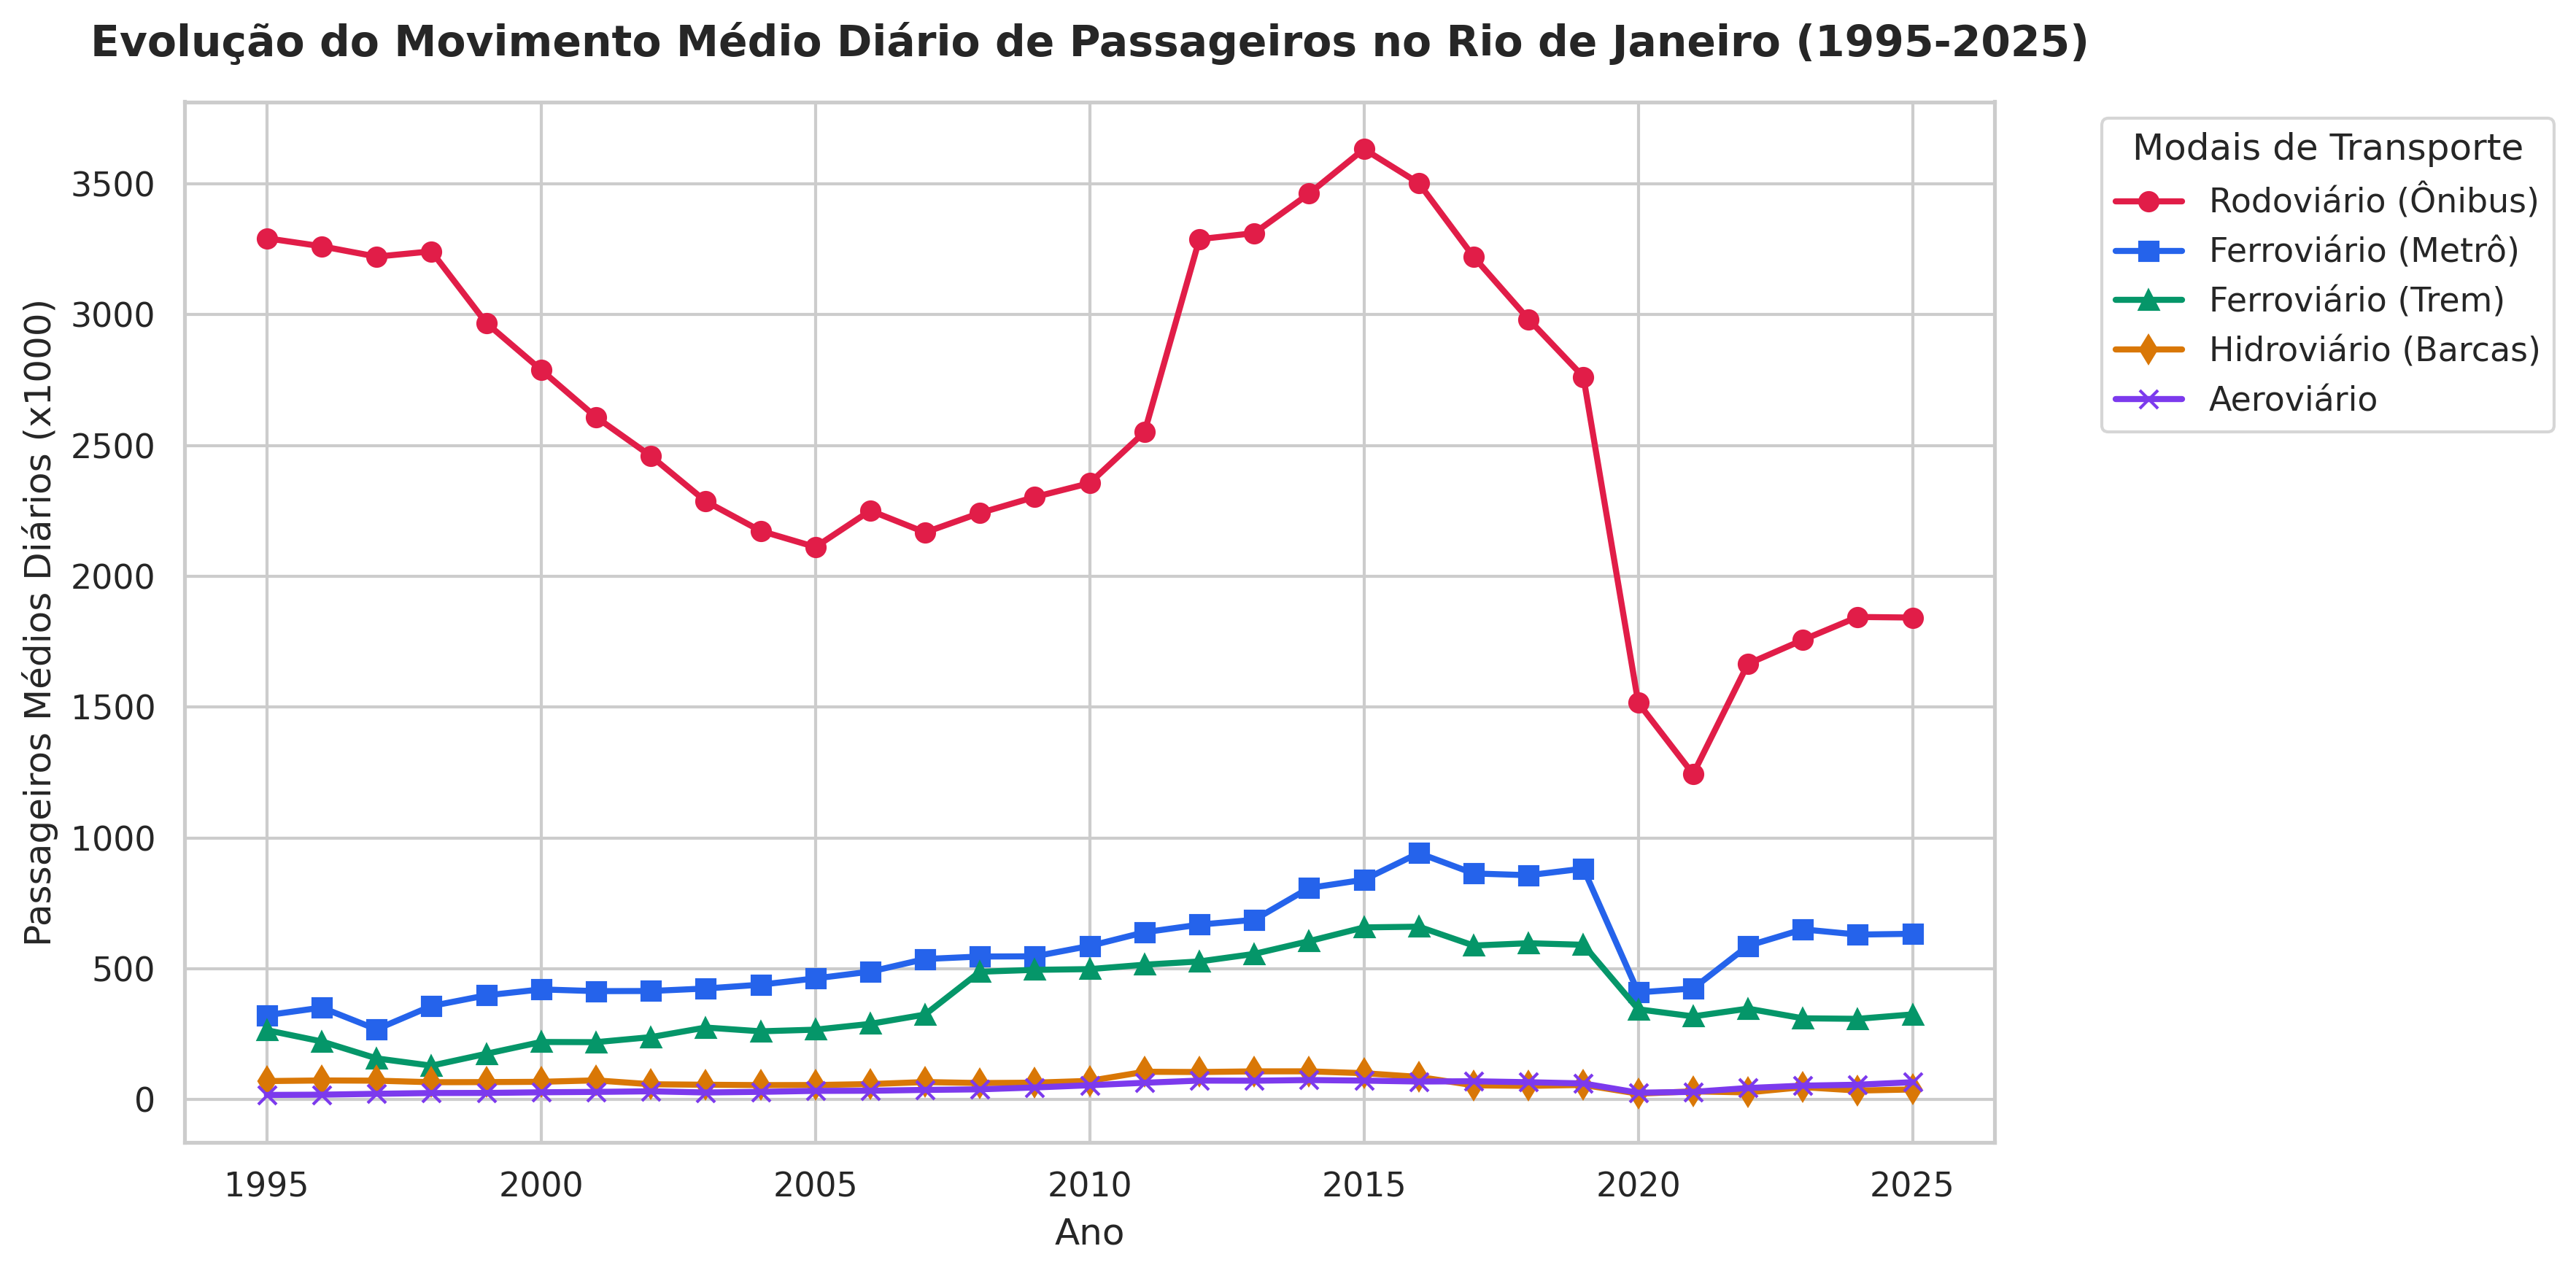 Evolução do Movimento Médio Diário de Passageiros no Rio de Janeiro (1995-2025)
Passageiros Médios Diários (x1000)
3500
3000
2500
2000
1500
1000
500
0
1995 2000 2005 2010 2015 2020 2025
Ano
Modais de Transporte
Rodoviário (Ônibus)
Ferroviário (Metrô)
Ferroviário (Trem)
Hidroviário (Barcas)
Aeroviário